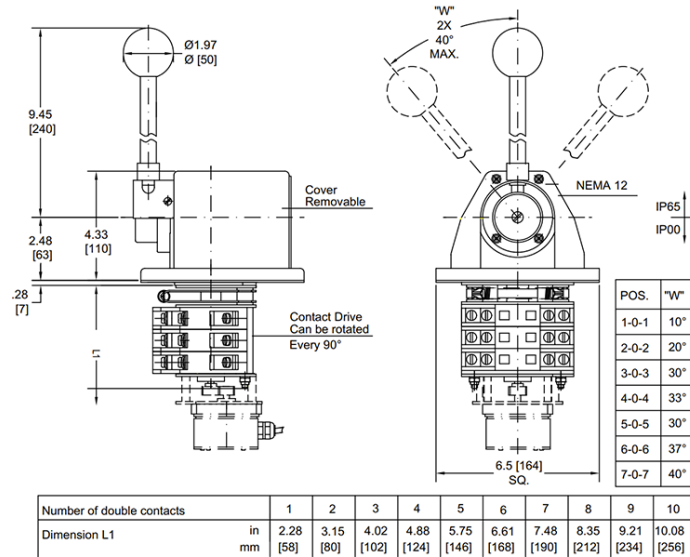 "W"
2X
40°
MAX.
Ø1.97
Ø [50]
9.45
[240]
Cover
Removable
NEMA 12
IP65
IP00
4.33
[110]
2.48
[63]
.28
[7]
L1
Contact Drive
Can be rotated
Every 90°
6.5 [164]
SQ.
POS. "W"
1-0-1 10°
2-0-2 20°
3-0-3 30°
4-0-4 33°
5-0-5 30°
6-0-6 37°
7-0-7 40°
Number of double contacts 1 2 3 4 5 6 7 8 9 10
Dimension L1 in 2.28 3.15 4.02 4.88 5.75 6.61 7.48 8.35 9.21 10.08
mm [58] [80] [102] [124] [146] [168] [190] [212] [234] [256]